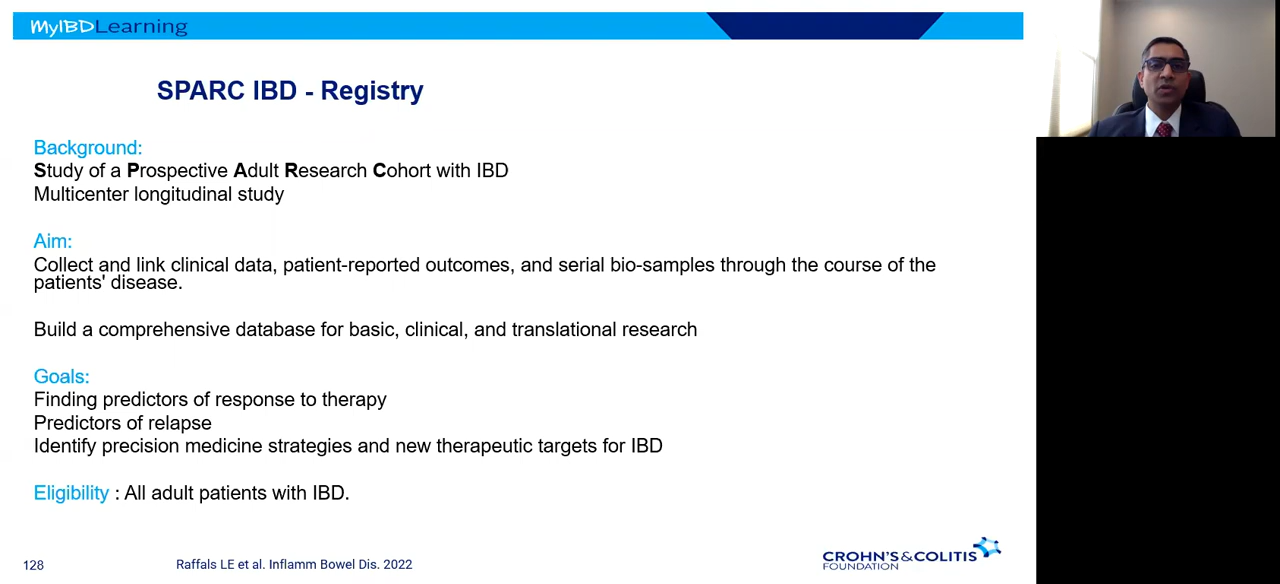 MyIBDLearning
SPARC IBD - Registry
Background:
Study of a Prospective Adult Research Cohort with IBD
Multicenter longitudinal study
Aim:
Collect and link clinical data, patient-reported outcomes, and serial bio-samples through the course of the
patients' disease.
Build a comprehensive database for basic, clinical, and translational research
Goals:
Finding predictors of response to therapy
Predictors of relapse
Identify precision medicine strategies and new therapeutic targets for IBD
Eligibility : All adult patients with IBD.
128
Raffals LE et al. Inflamm Bowel Dis. 2022
CROHN'S & COLITIS
FOUNDATION